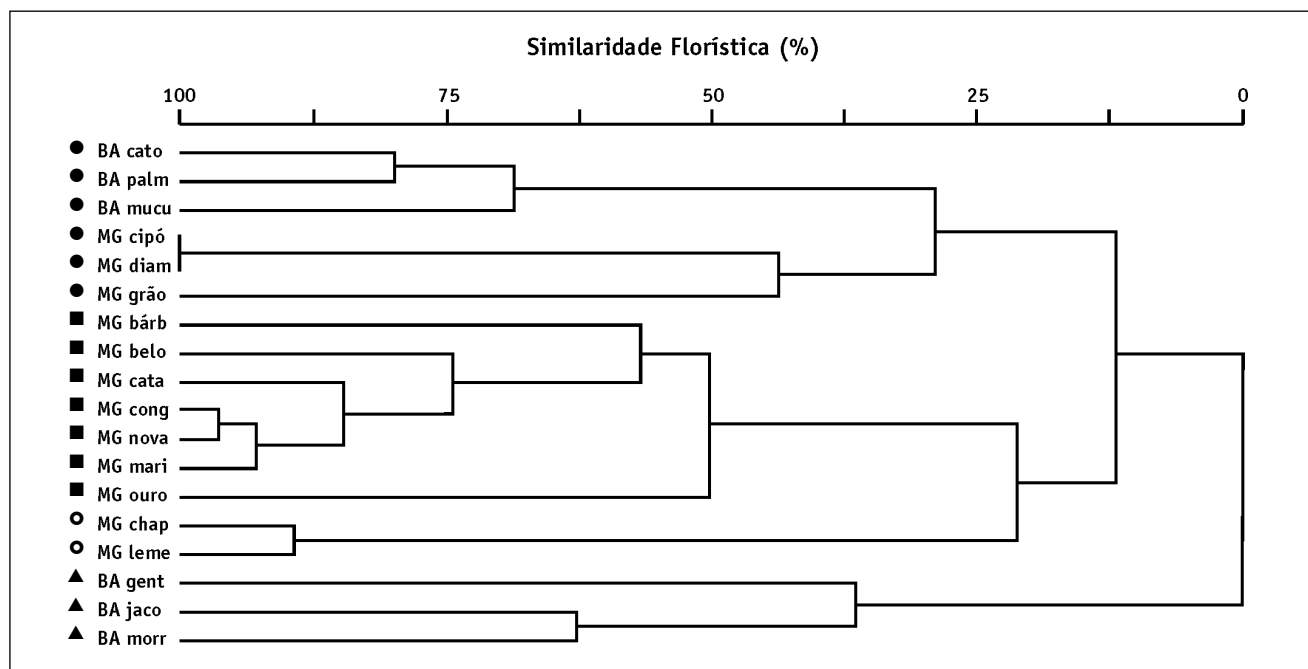 Similaridade Florística (%)
100 75 50 25 0
BA cato
BA palm
BA mucu
MG cipó
MG diam
MG grão
MG bárb
MG belo
MG cata
MG cong
MG nova
MG mari
MG ouro
MG chap
MG leme
BA gent
BA jaco
BA morr